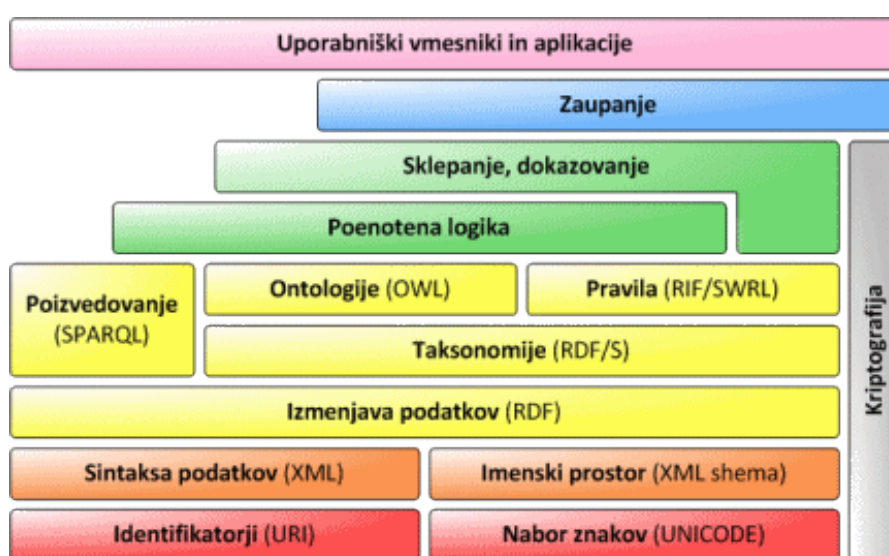 Uporabniški vmesniki in aplikacije
Zaupanje
Sklepanje, dokazovanje
Poenotena logika
Poizvedovanje
(SPARQL)
Ontologije (OWL)
Pravila (RIF/SWRL)
Taksonomije (RDF/S)
Izmenjava podatkov (RDF)
Sintaksa podatkov (XML)
Imenski prostor (XML shema)
Identifikatorji (URI)
Nabor znakov (UNICODE)
Kriptografija